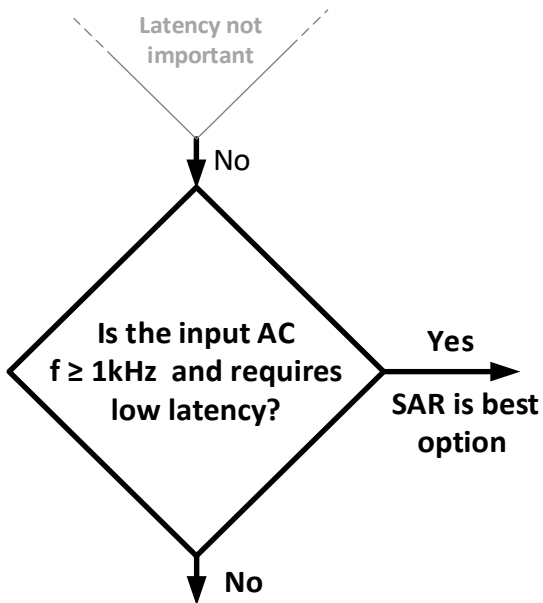 Latency not
important
No
Is the input AC
f ≥ 1kHz and requires
low latency?
Yes
SAR is best
option
No